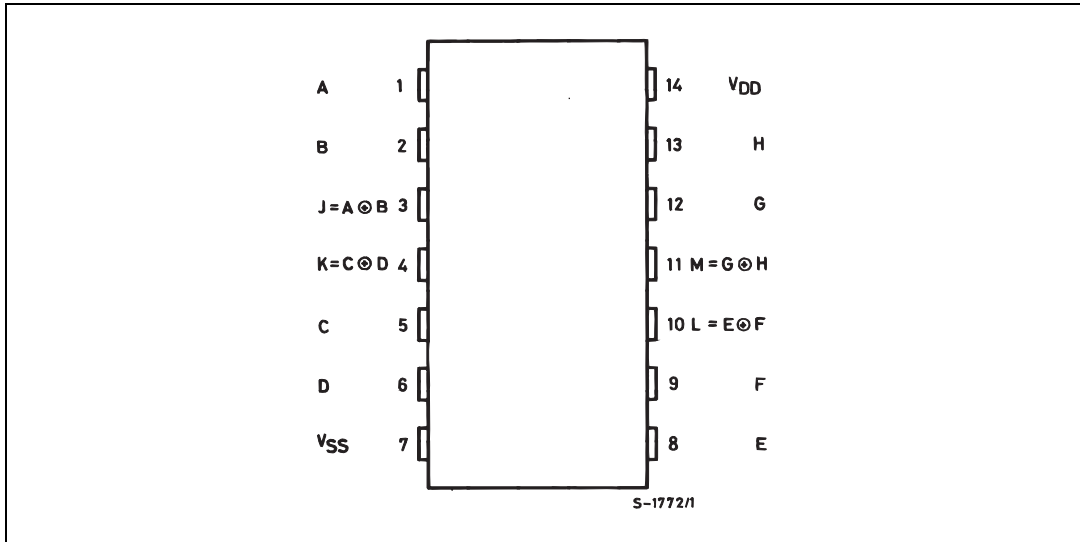 A 1 14 VDD
B 2 13 H
J=A⊕B 3 12 G
K=C⊕D 4 11 M=G⊕H
C 5 10 L=E⊕F
D 6 9 F
VSS 7 8 E
S-1772/1